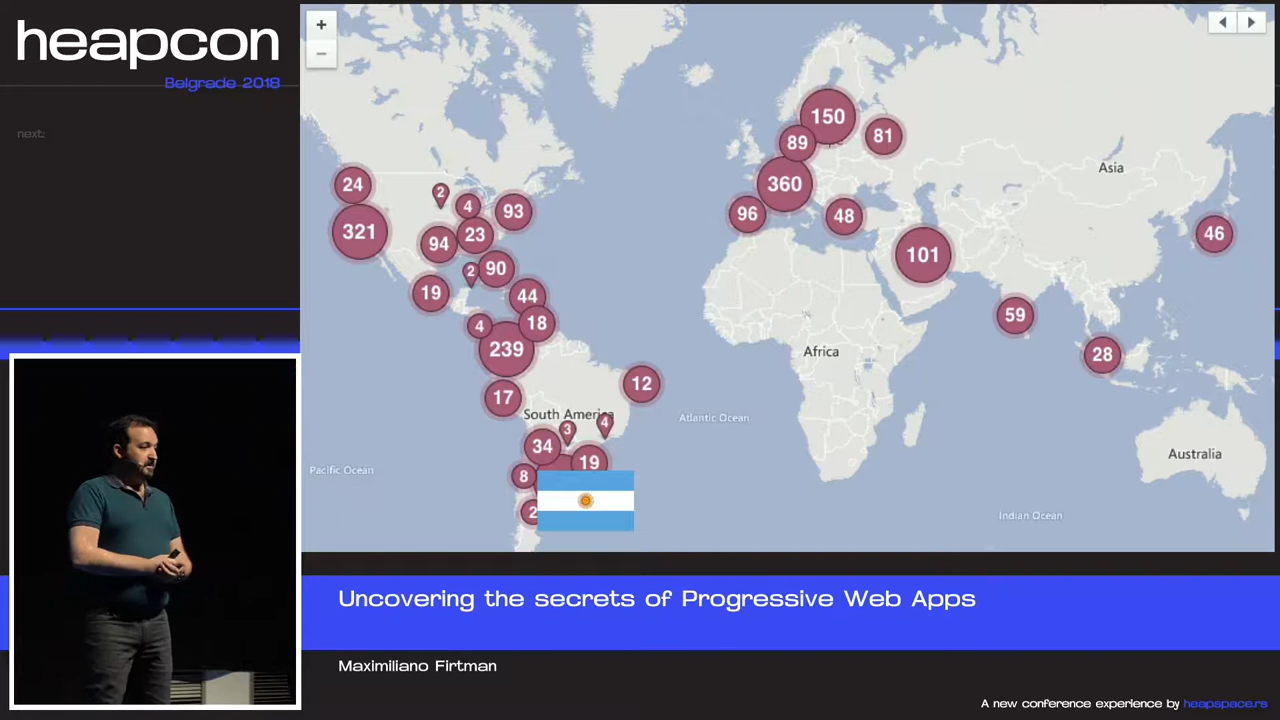 heapcon
Belgrade 2018
next:
+
−
24
321
2
4
93
94
23
2
90
19
44
4
18
239
17
12
South America
3
4
34
19
8
2
150
89
81
360
96
48
101
Asia
46
59
28
Africa
Atlantic Ocean
Pacific Ocean
Australia
Indian Ocean
Uncovering the secrets of Progressive Web Apps
Maximiliano Firtman
A new conference experience by heapspace.rs